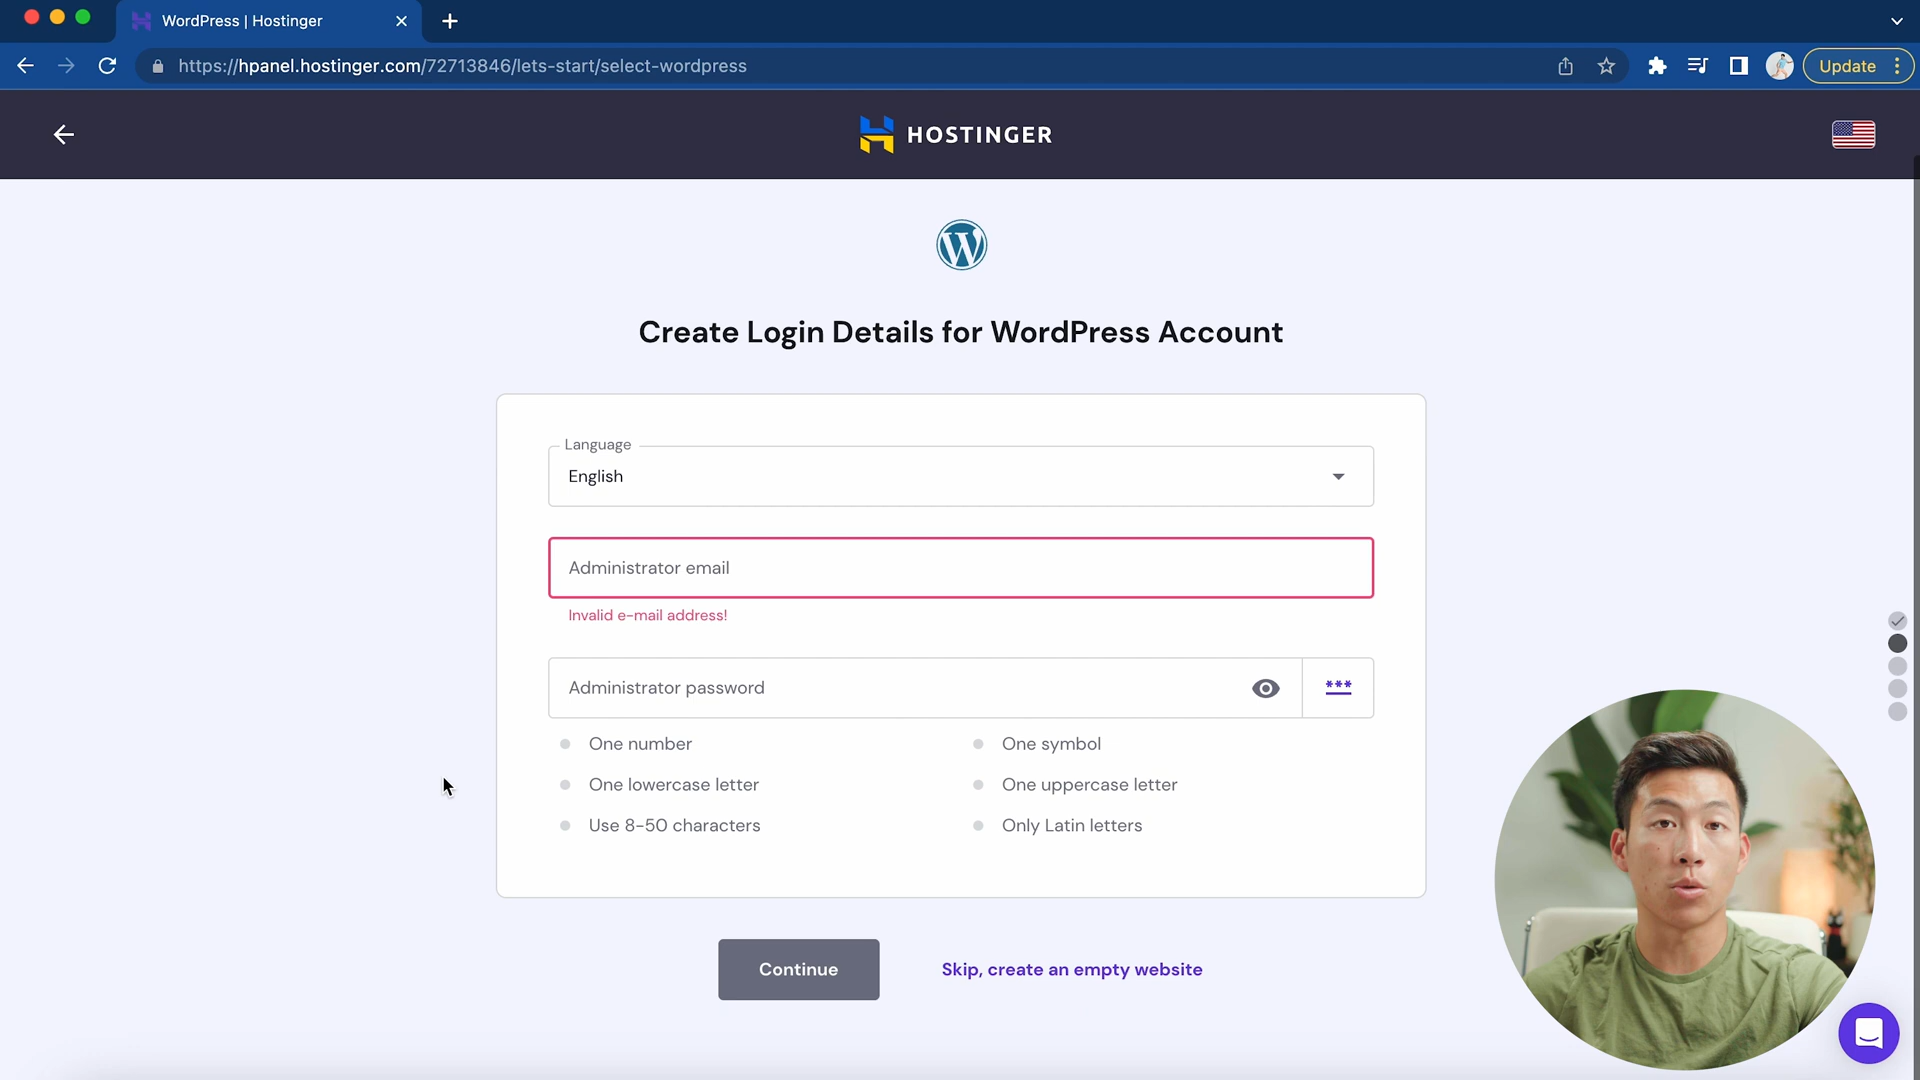 WordPress | Hostinger
https://hpanel.hostinger.com/72713846/lets-start/select-wordpress
Update
HOSTINGER
Create Login Details for WordPress Account
Language
English
Administrator email
Invalid e-mail address!
Administrator password
***
One number
One symbol
One lowercase letter
One uppercase letter
Use 8-50 characters
Only Latin letters
Continue
Skip, create an empty website